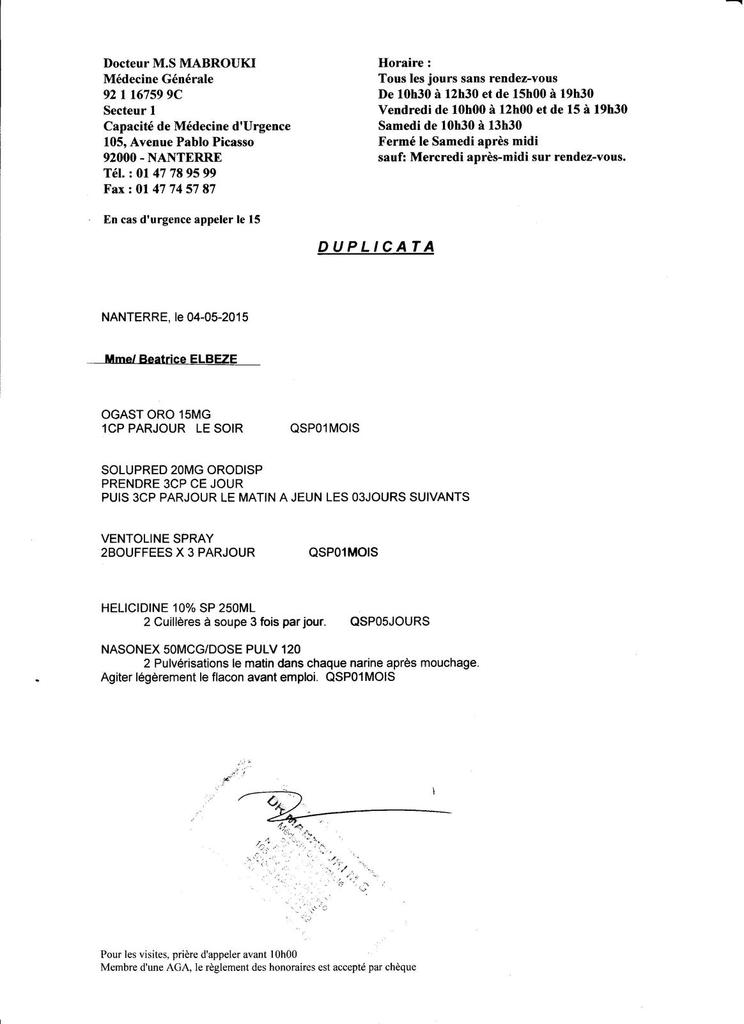 Docteur M.S MABROUKI
Médecine Générale
92 1 16759 9C
Secteur 1
Capacité de Médecine d'Urgence
105, Avenue Pablo Picasso
92000 - NANTERRE
Tél. : 01 47 78 95 99
Fax : 01 47 74 57 87
En cas d'urgence appeler le 15
Horaire :
Tous les jours sans rendez-vous
De 10h30 à 12h30 et de 15h00 à 19h30
Vendredi de 10h00 à 12h00 et de 15 à 19h30
Samedi de 10h30 à 13h30
Fermé le Samedi après midi
sauf: Mercredi après-midi sur rendez-vous.
DUPLICATA
NANTERRE, le 04-05-2015
Mme/ Beatrice ELBEZE
OGAST ORO 15MG
1CP PARJOUR LE SOIR QSP01MOIS
SOLUPRED 20MG ORODISP
PRENDRE 3CP CE JOUR
PUIS 3CP PARJOUR LE MATIN A JEUN LES 03JOURS SUIVANTS
VENTOLINE SPRAY
2BOUFFEES X 3 PARJOUR QSP01MOIS
HELICIDINE 10% SP 250ML
2 Cuillères à soupe 3 fois par jour. QSP05JOURS
NASONEX 50MCG/DOSE PULV 120
2 Pulvérisations le matin dans chaque narine après mouchage.
Agiter légèrement le flacon avant emploi. QSP01MOIS
DR
Pour les visites, prière d'appeler avant 10h00
Membre d'une AGA, le règlement des honoraires est accepté par chèque